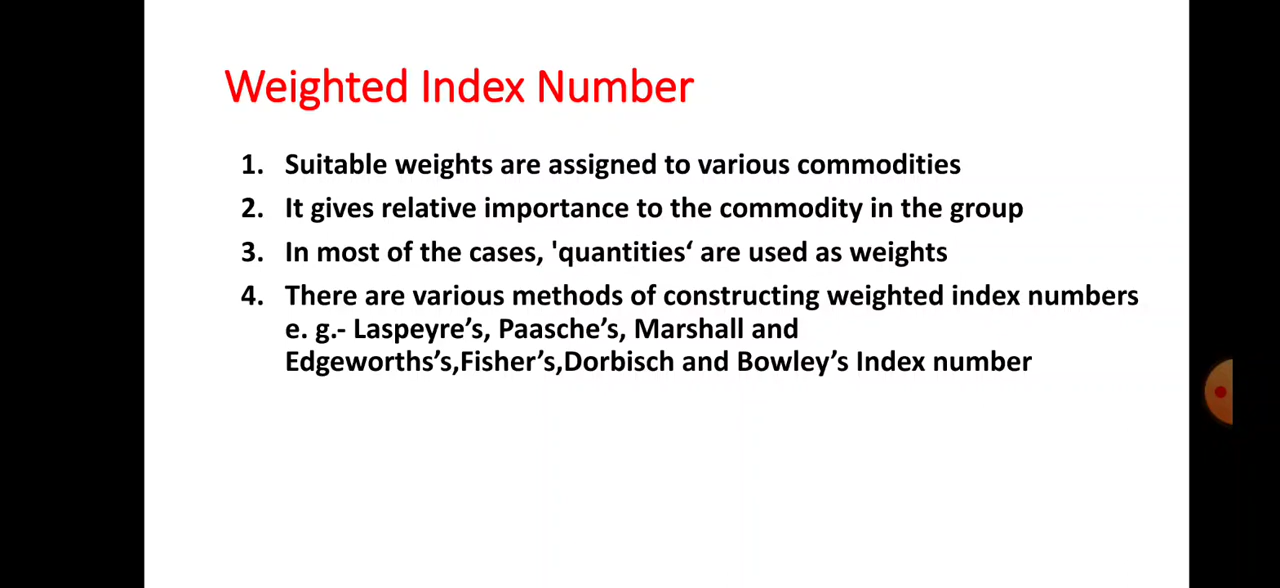 Weighted Index Number
1. Suitable weights are assigned to various commodities
2. It gives relative importance to the commodity in the group
3. In most of the cases, 'quantities‘ are used as weights
4. There are various methods of constructing weighted index numbers
e. g.- Laspeyre’s, Paasche’s, Marshall and
Edgeworths’s,Fisher’s,Dorbisch and Bowley’s Index number